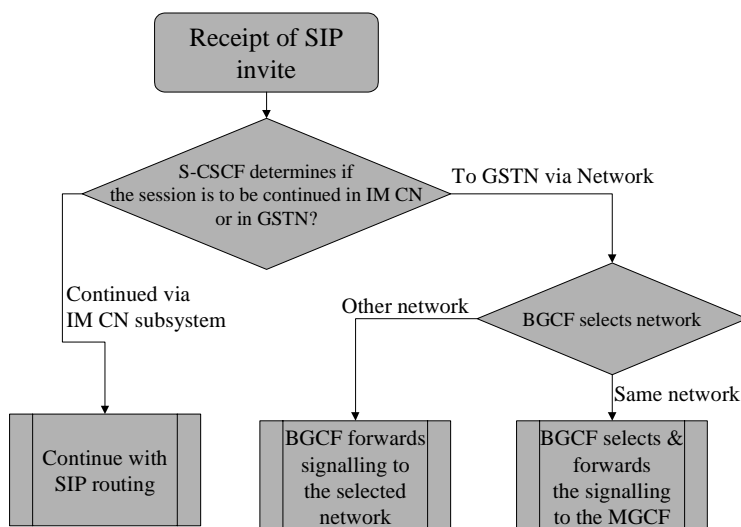 Receipt of SIP
invite
S-CSCF determines if
the session is to be continued in IM CN
or in GSTN?
To GSTN via Network
Continued via
IM CN subsystem
Other network
BGCF selects network
Same network
Continue with
SIP routing
BGCF forwards
signalling to
the selected
network
BGCF selects &
forwards
the signalling
to the MGCF